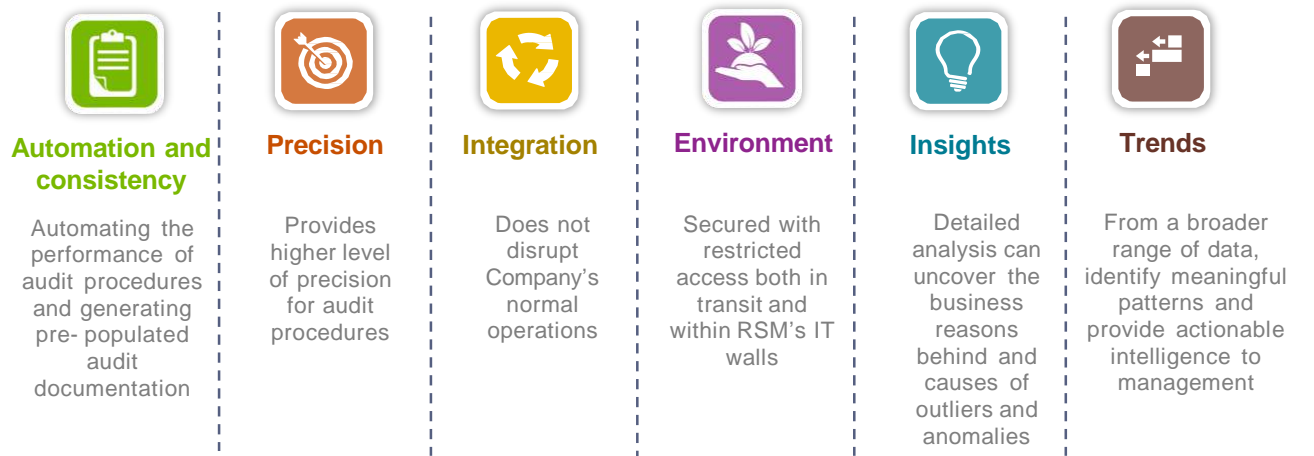 Automation and
consistency
Automating the
performance of
audit procedures
and generating
pre- populated
audit
documentation
Precision
Provides
higher level
of precision
for audit
procedures
Integration
Does not
disrupt
Company's
normal
operations
Environment
Secured with
restricted
access both in
transit and
within RSM's IT
walls
Insights
Detailed
analysis can
uncover the
business
reasons
behind and
causes of
outliers and
anomalies
Trends
From a broader
range of data,
identify meaningful
patterns and
provide actionable
intelligence to
management